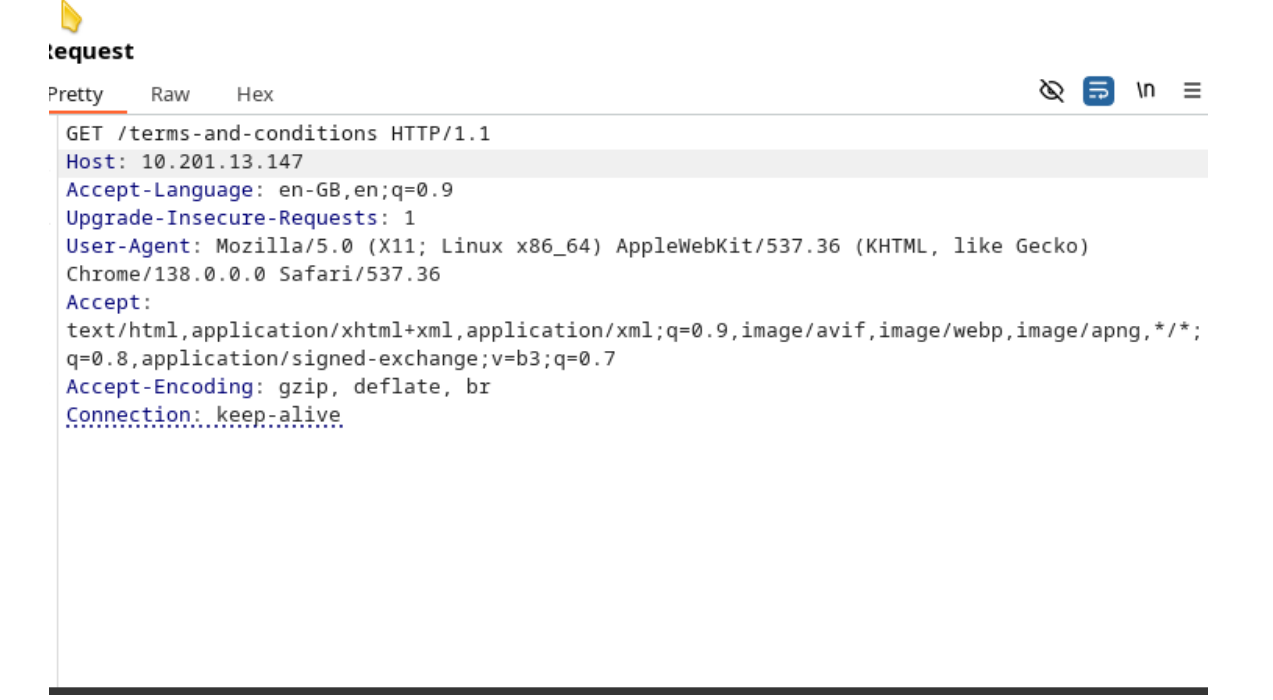 Request
Pretty Raw Hex \n
GET /terms-and-conditions HTTP/1.1
Host: 10.201.13.147
Accept-Language: en-GB,en;q=0.9
Upgrade-Insecure-Requests: 1
User-Agent: Mozilla/5.0 (X11; Linux x86_64) AppleWebKit/537.36 (KHTML, like Gecko)
Chrome/138.0.0.0 Safari/537.36
Accept:
text/html,application/xhtml+xml,application/xml;q=0.9,image/avif,image/webp,image/apng,*/*;
q=0.8,application/signed-exchange;v=b3;q=0.7
Accept-Encoding: gzip, deflate, br
Connection: keep-alive